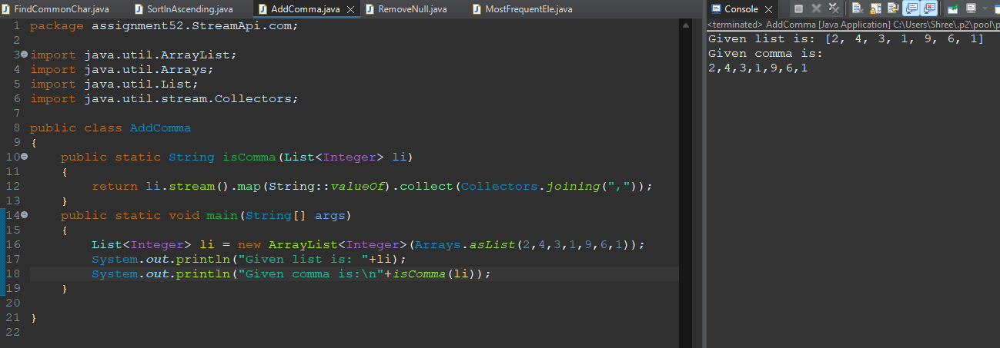 FindCommonChar.java SortInAscending.java AddComma.java RemoveNull.java MostFrequentEle.java
1 package assignment52.StreamApi.com;
2
3 import java.util.ArrayList;
4 import java.util.Arrays;
5 import java.util.List;
6 import java.util.stream.Collectors;
7
8 public class AddComma
9 {
10 public static String isComma(List<Integer> li)
11 {
12 return li.stream().map(String::valueOf).collect(Collectors.joining(","));
13 }
14 public static void main(String[] args)
15 {
16 List<Integer> li = new ArrayList<Integer>(Arrays.asList(2,4,3,1,9,6,1));
17 System.out.println("Given list is: "+li);
18 System.out.println("Given comma is:\n"+isComma(li));
19 }
20
21 }
22
Console
<terminated> AddComma [Java Application] C:\Users\Shree\.p2\pool\p
Given list is: [2, 4, 3, 1, 9, 6, 1]
Given comma is:
2,4,3,1,9,6,1